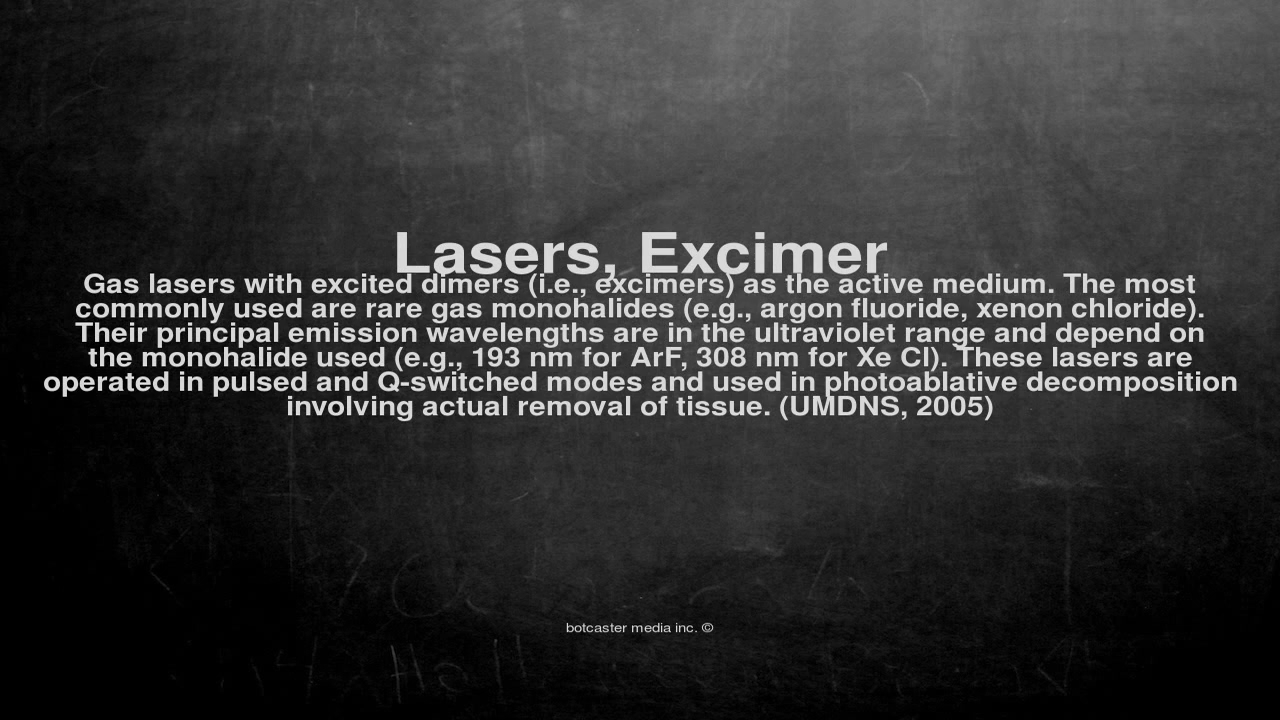 Lasers, Excimer
Gas lasers with excited dimers (i.e., excimers) as the active medium. The most
commonly used are rare gas monohalides (e.g., argon fluoride, xenon chloride).
Their principal emission wavelengths are in the ultraviolet range and depend on
the monohalide used (e.g., 193 nm for ArF, 308 nm for Xe Cl). These lasers are
operated in pulsed and Q-switched modes and used in photoablative decomposition
involving actual removal of tissue. (UMDNS, 2005)
botcaster media inc. ©